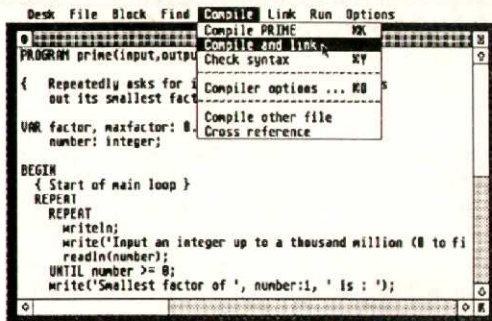 Desk File Block Find Compile Link Run Options
Compile PRIME ⌘K
Compile and link
Check syntax ⌘Y
Compiler options ... ⌘O
Compile other file
Cross reference
PROGRAM prime(input,outpu
{ Repeatedly asks for i s
out its smallest fact
VAR factor, maxfactor: 0.
number: integer;
BEGIN
{ Start of main loop }
REPEAT
REPEAT
writeln;
write('Input an integer up to a thousand million (0 to fi
readln(number);
UNTIL number >= 0;
write('Smallest factor of ', number:1, ' is : ');